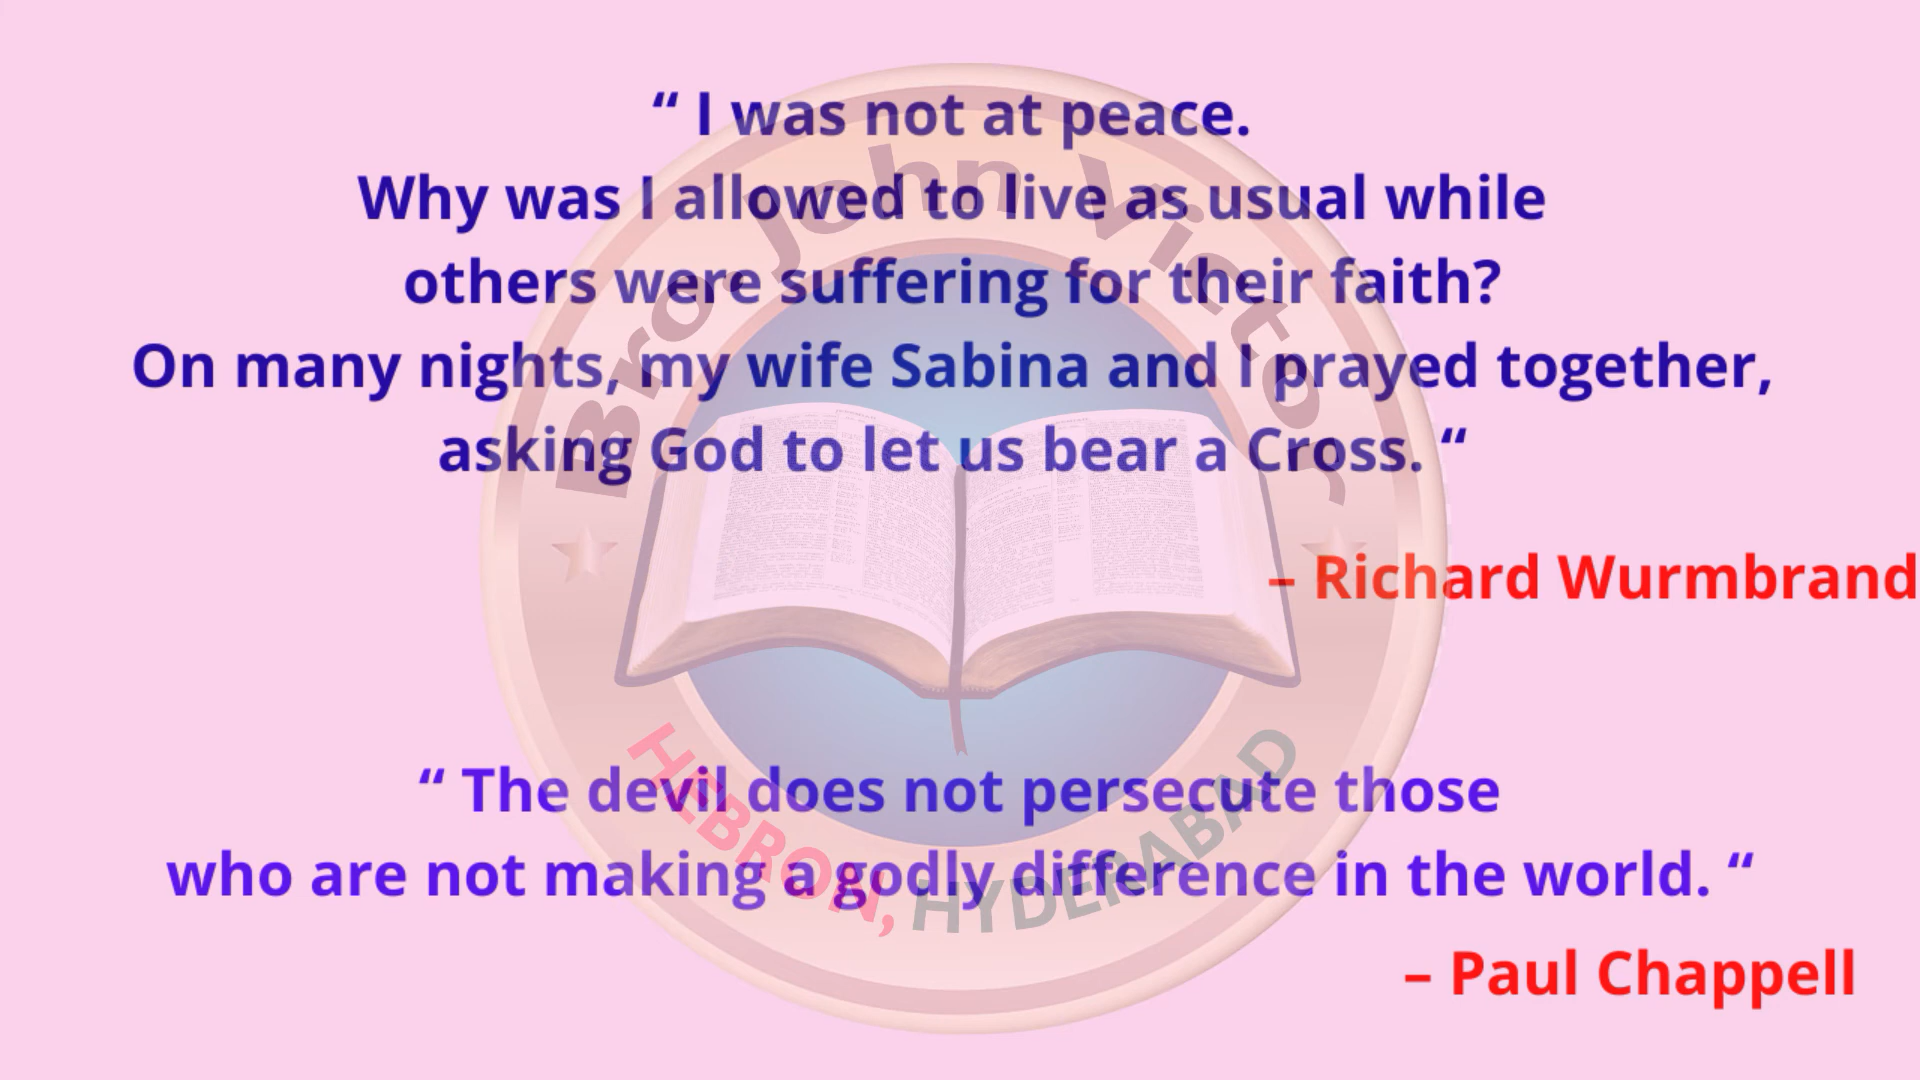 “ I was not at peace.
Why was I allowed to live as usual while
others were suffering for their faith?
On many nights, my wife Sabina and I prayed together,
asking God to let us bear a Cross. “
– Richard Wurmbrand
“ The devil does not persecute those
who are not making a godly difference in the world. “
– Paul Chappell
Bro. John Victor
HEBRON, HYDERABAD